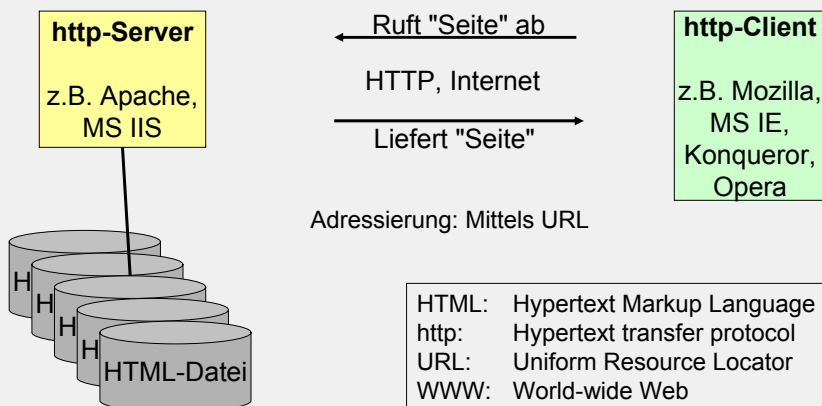 http-Server
z.B. Apache,
MS IIS
Ruft "Seite" ab
HTTP, Internet
Liefert "Seite"
http-Client
z.B. Mozilla,
MS IE,
Konqueror,
Opera
Adressierung: Mittels URL
H
H
H
H
HTML-Datei
HTML: Hypertext Markup Language
http: Hypertext transfer protocol
URL: Uniform Resource Locator
WWW: World-wide Web